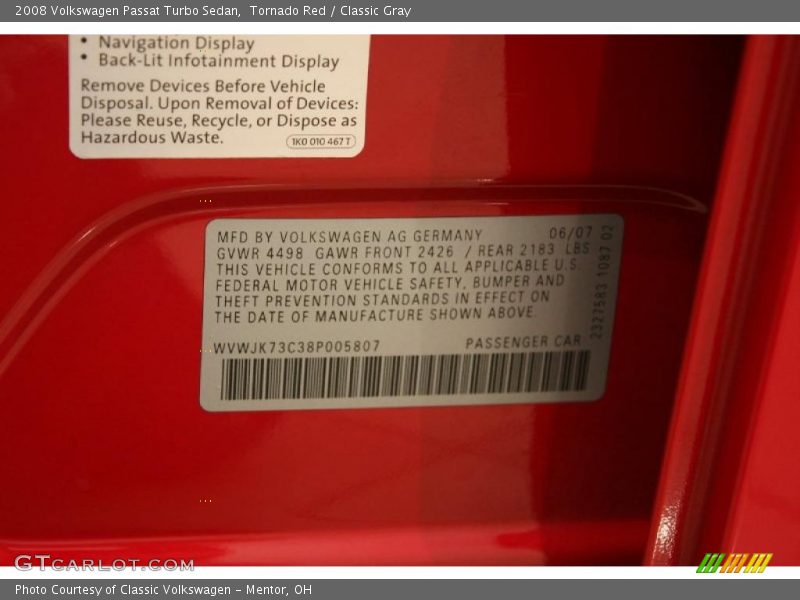 2008 Volkswagen Passat Turbo Sedan,  Tornado Red / Classic Gray
• Navigation Display
• Back-Lit Infotainment Display
Remove Devices Before Vehicle
Disposal. Upon Removal of Devices:
Please Reuse, Recycle, or Dispose as
Hazardous Waste.
1K0 010 467 T
MFD BY VOLKSWAGEN AG GERMANY 06/07
GVWR 4498 GAWR FRONT 2426 / REAR 2183 LBS
THIS VEHICLE CONFORMS TO ALL APPLICABLE U.S.
FEDERAL MOTOR VEHICLE SAFETY, BUMPER AND
THEFT PREVENTION STANDARDS IN EFFECT ON
THE DATE OF MANUFACTURE SHOWN ABOVE.
WVWJK73C38P005807 PASSENGER CAR
2327583 1087 02
GTCARLOT.COM
Photo Courtesy of Classic Volkswagen - Mentor, OH